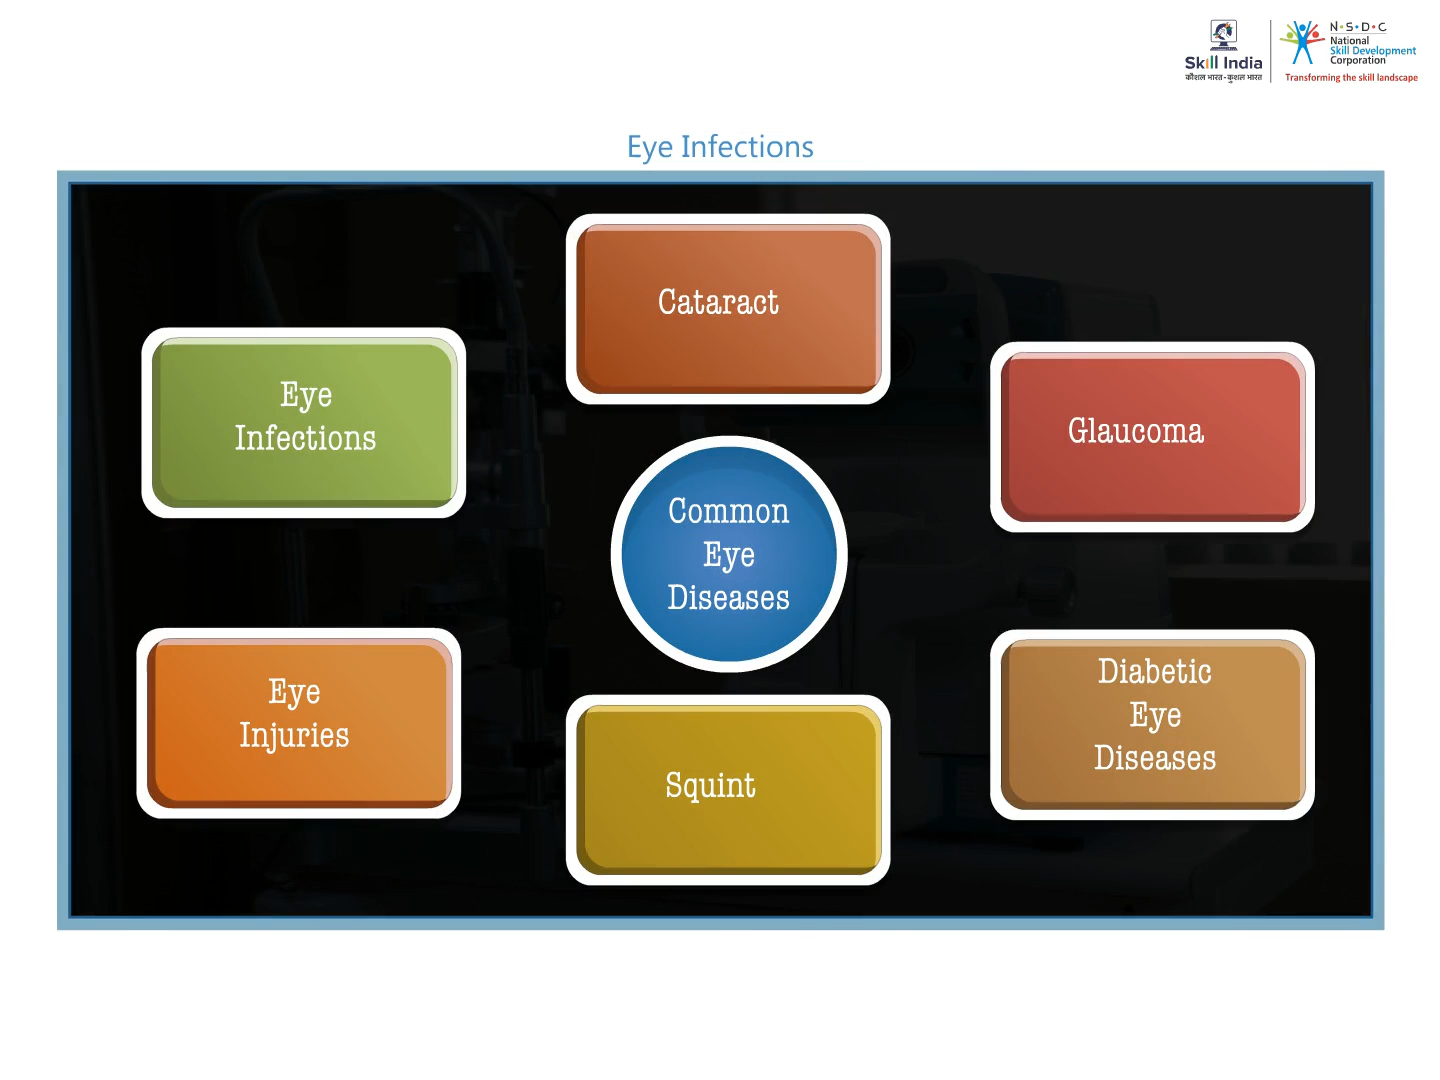 Skill India
कौशल भारत - कुशल भारत
N·S·D·C
National
Skill Development
Corporation
Transforming the skill landscape
Eye Infections
Cataract
Eye
Infections
Glaucoma
Common
Eye
Diseases
Eye
Injuries
Squint
Diabetic
Eye
Diseases